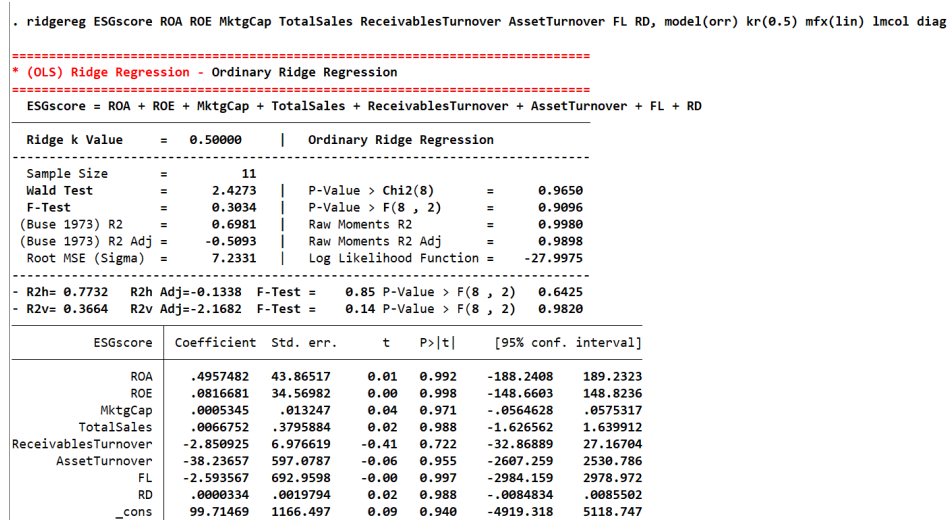 . ridgereg ESGscore ROA ROE MktgCap TotalSales ReceivablesTurnover AssetTurnover FL RD, model(orr) kr(0.5) mfx(lin) lmcol diag
==============================================================================
* (OLS) Ridge Regression - Ordinary Ridge Regression
==============================================================================
ESGscore = ROA + ROE + MktgCap + TotalSales + ReceivablesTurnover + AssetTurnover + FL + RD
Ridge k Value = 0.50000 | Ordinary Ridge Regression
------------------------------------------------------------------------------
Sample Size = 11
Wald Test = 2.4273 | P-Value > Chi2(8) = 0.9650
F-Test = 0.3034 | P-Value > F(8 , 2) = 0.9096
(Buse 1973) R2 = 0.6981 | Raw Moments R2 = 0.9980
(Buse 1973) R2 Adj = -0.5093 | Raw Moments R2 Adj = 0.9898
Root MSE (Sigma) = 7.2331 | Log Likelihood Function = -27.9975
------------------------------------------------------------------------------
- R2h= 0.7732 R2h Adj=-0.1338 F-Test = 0.85 P-Value > F(8 , 2) 0.6425
- R2v= 0.3664 R2v Adj=-2.1682 F-Test = 0.14 P-Value > F(8 , 2) 0.9820
ESGscore | Coefficient Std. err. t P>|t| [95% conf. interval]
ROA | .4957482 43.86517 0.01 0.992 -188.2408 189.2323
ROE | .0816681 34.56982 0.00 0.998 -148.6603 148.8236
MktgCap | .0005345 .013247 0.04 0.971 -.0564628 .0575317
TotalSales | .0066752 .3795884 0.02 0.988 -1.626562 1.639912
ReceivablesTurnover | -2.850925 6.976619 -0.41 0.722 -32.86889 27.16704
AssetTurnover | -38.23657 597.0787 -0.06 0.955 -2607.259 2530.786
FL | -2.593567 692.9598 -0.00 0.997 -2984.159 2978.972
RD | .0000334 .0019794 0.02 0.988 -.0084834 .0085502
_cons | 99.71469 1166.497 0.09 0.940 -4919.318 5118.747